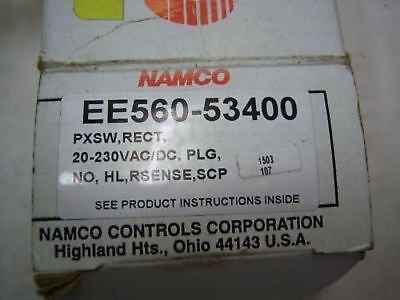 NAMCO
EE560-53400
PXSW,RECT,
20-230VAC/DC, PLG,
NO, HL,RSENSE,SCP
1503
107
SEE PRODUCT INSTRUCTIONS INSIDE
NAMCO CONTROLS CORPORATION
Highland Hts., Ohio 44143 U.S.A.